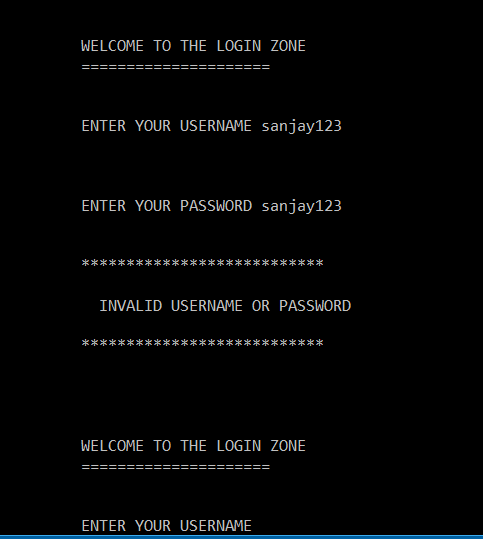 WELCOME TO THE LOGIN ZONE
=====================
ENTER YOUR USERNAME sanjay123
ENTER YOUR PASSWORD sanjay123
***************************
INVALID USERNAME OR PASSWORD
***************************
WELCOME TO THE LOGIN ZONE
=====================
ENTER YOUR USERNAME